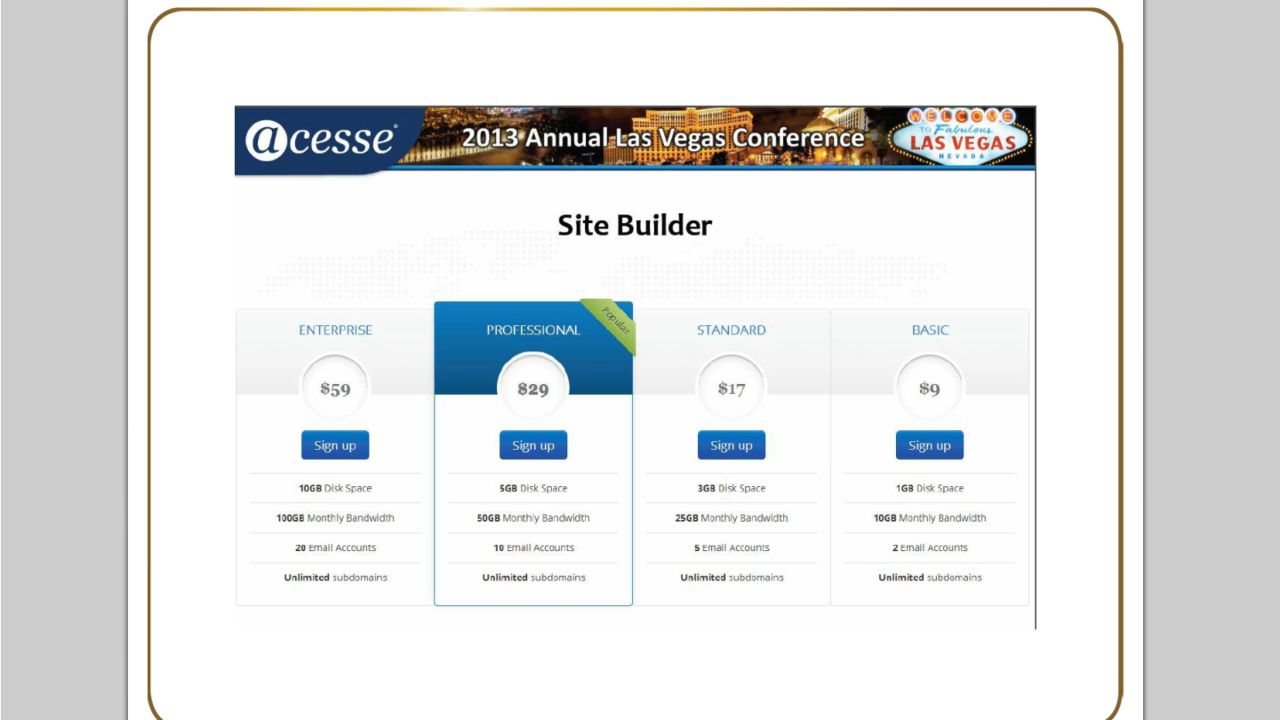 @cesse®
2013 Annual Las Vegas Conference
WELCOME
TO Fabulous
LAS VEGAS
NEVADA
Site Builder
ENTERPRISE
$59
Sign up
10GB Disk Space
100GB Monthly Bandwidth
20 Email Accounts
Unlimited subdomains
PROFESSIONAL
Popular
$29
Sign up
5GB Disk Space
50GB Monthly Bandwidth
10 Email Accounts
Unlimited subdomains
STANDARD
$17
Sign up
3GB Disk Space
25GB Monthly Bandwidth
5 Email Accounts
Unlimited subdomains
BASIC
$9
Sign up
1GB Disk Space
10GB Monthly Bandwidth
2 Email Accounts
Unlimited subdomains